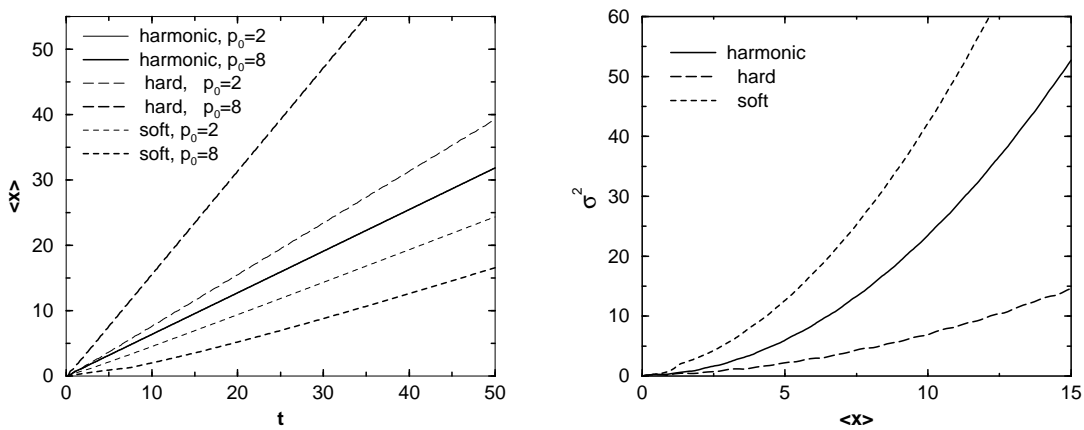 harmonic, p₀=2
harmonic, p₀=8
hard, p₀=2
hard, p₀=8
soft, p₀=2
soft, p₀=8
50
40
30
20
10
0
<x>
0 10 20 30 40 50
t
harmonic
hard
soft
60
50
40
30
20
10
0
σ²
0 5 10 15
<x>